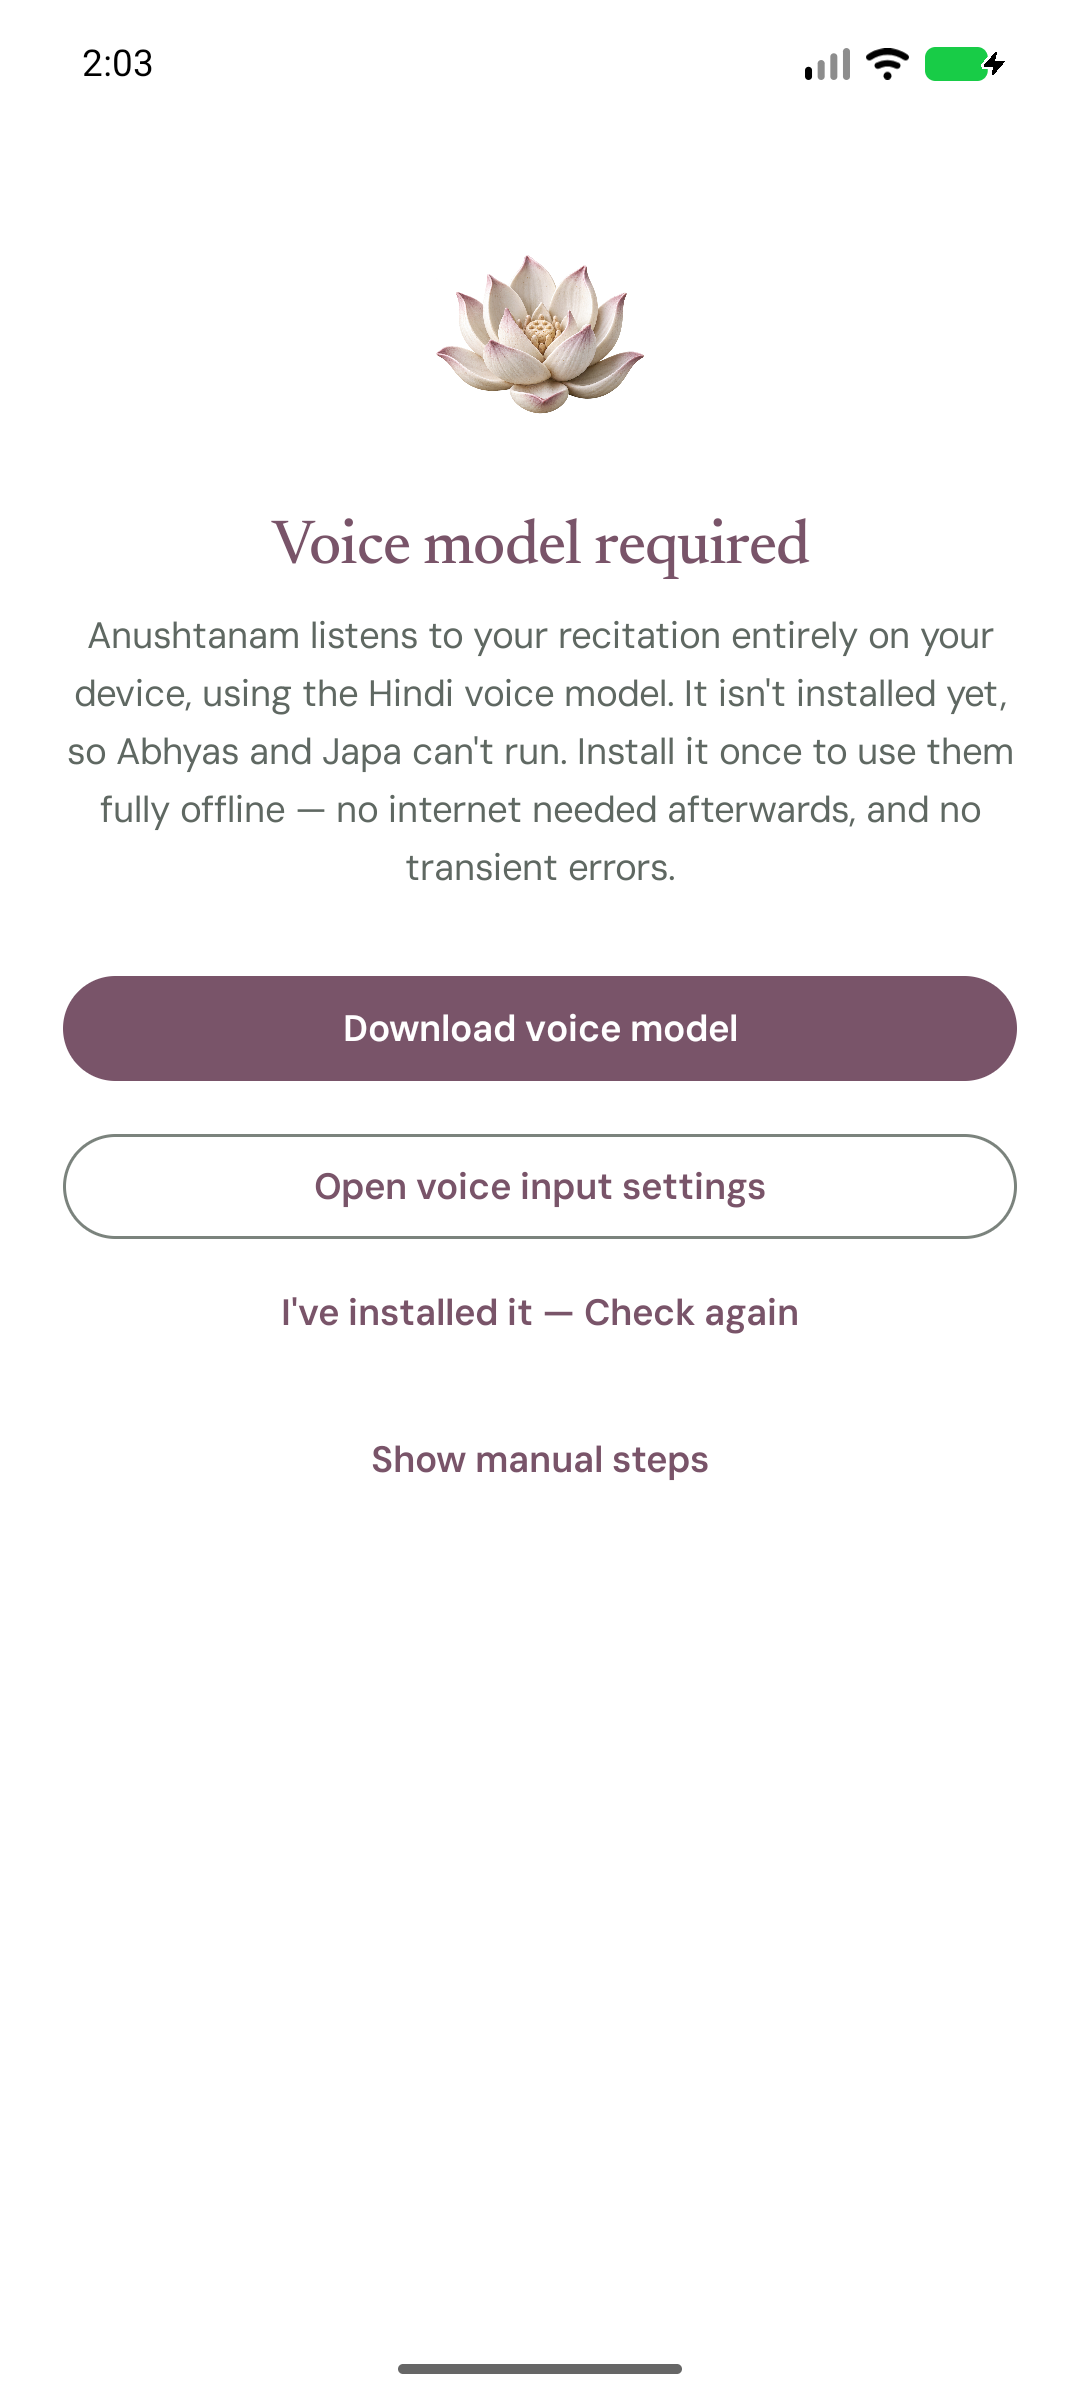 2:03
Voice model required
Anushtanam listens to your recitation entirely on your
device, using the Hindi voice model. It isn't installed yet,
so Abhyas and Japa can't run. Install it once to use them
fully offline — no internet needed afterwards, and no
transient errors.
Download voice model
Open voice input settings
I've installed it — Check again
Show manual steps